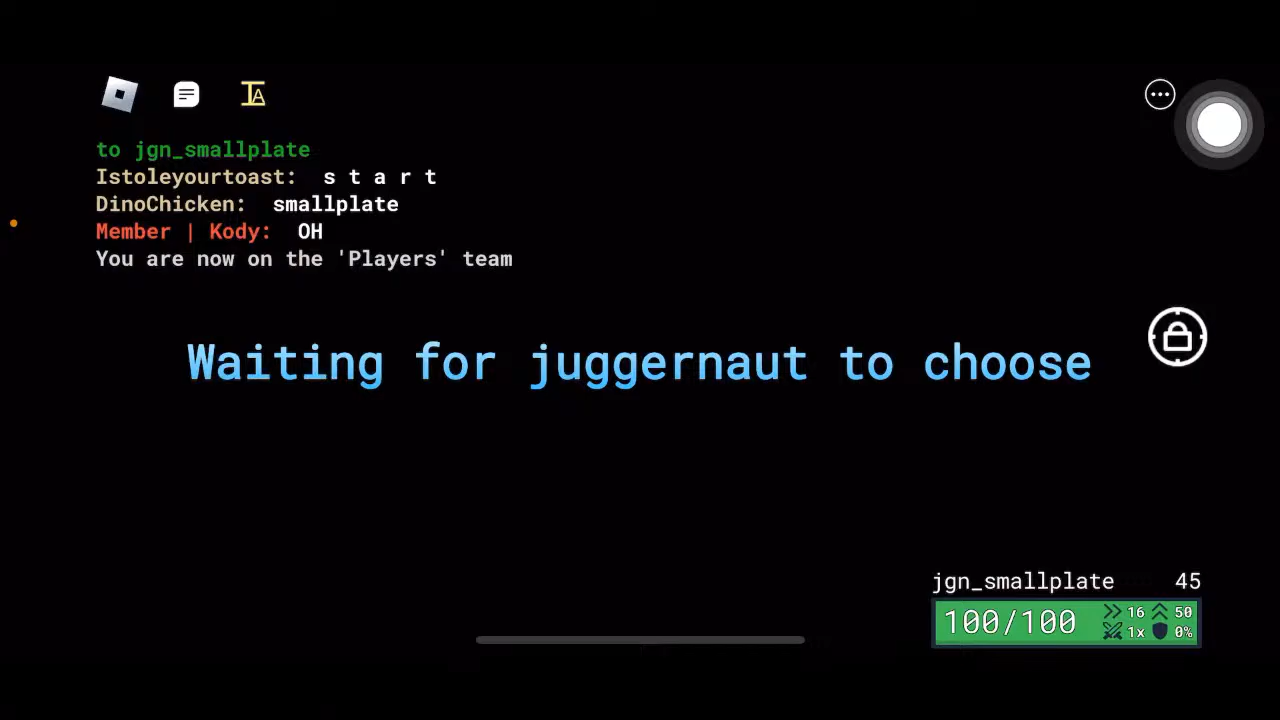 to jgn_smallplate
Istoleyourtoast: s t a r t
DinoChicken: smallplate
Member | Kody: OH
You are now on the 'Players' team
Waiting for juggernaut to choose
jgn_smallplate 45
100/100 16 50
1x 0%